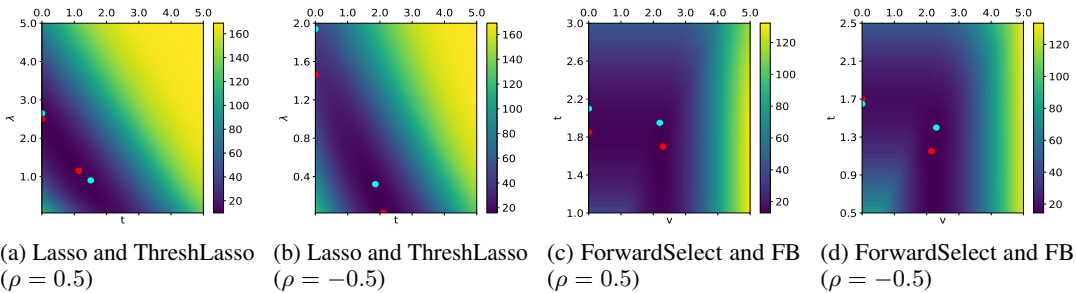 0.0 1.0 2.0 3.0 4.0 5.0
5.0
4.0
3.0
2.0
1.0
λ
t
160
140
120
100
80
60
40
20
0.0 1.0 2.0 3.0 4.0 5.0
2.0
1.6
1.2
0.8
0.4
λ
t
160
140
120
100
80
60
40
20
0.0 1.0 2.0 3.0 4.0 5.0
3.0
2.6
2.2
1.8
1.4
1.0
t
v
120
100
80
60
40
20
0.0 1.0 2.0 3.0 4.0 5.0
2.5
2.1
1.7
1.3
0.9
0.5
t
v
120
100
80
60
40
20
(a) Lasso and ThreshLasso
(ρ = 0.5)
(b) Lasso and ThreshLasso
(ρ = −0.5)
(c) ForwardSelect and FB
(ρ = 0.5)
(d) ForwardSelect and FB
(ρ = −0.5)